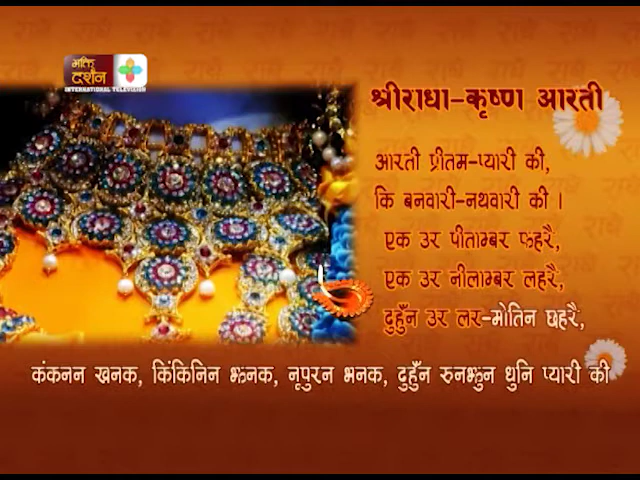 भक्ति
दर्शन
INTERNATIONAL TELEVISION
श्रीराधा-कृष्ण आरती
आरती प्रीतम-प्यारी की,
कि बनवारी-नथवारी की ।
एक उर पीताम्बर फहरै,
एक उर नीलाम्बर लहरै,
दुहुँन उर लर-मोतिन छहरै,
कंकनन खनक, किंकिनिन झनक, नूपुरन भनक, दुहुँन रुनझुन धुनि प्यारी की